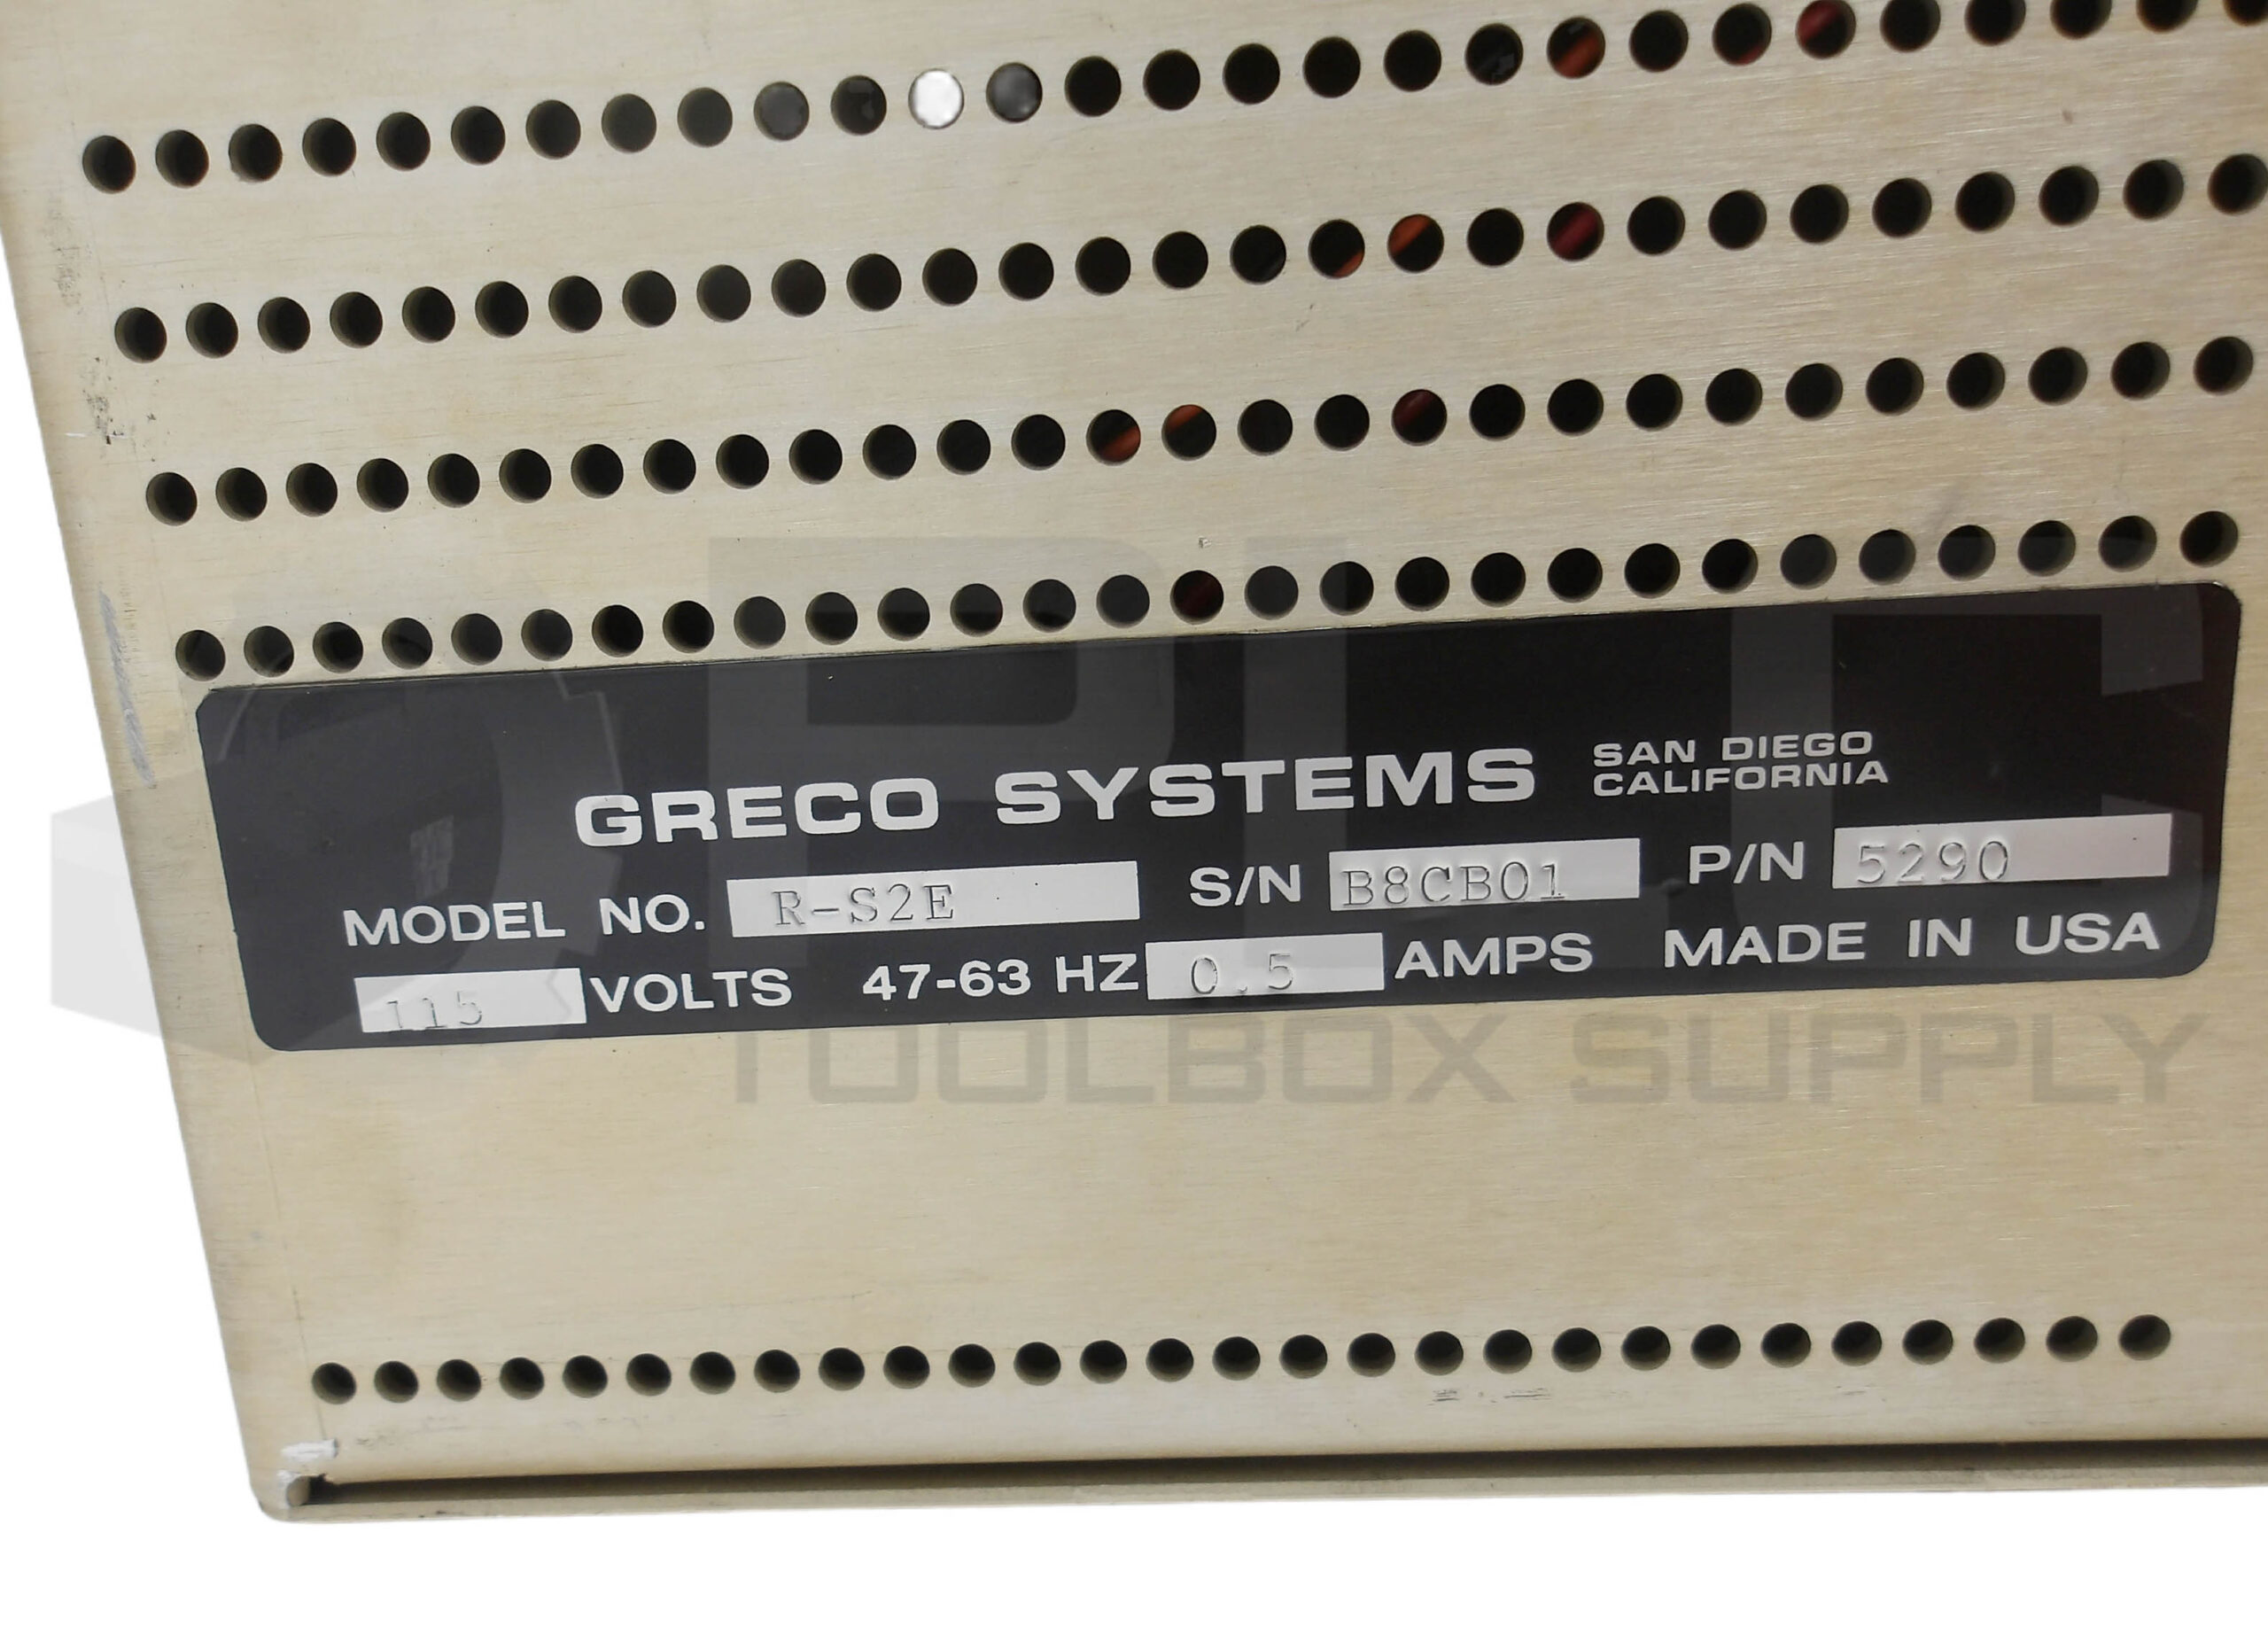 GRECO SYSTEMS SAN DIEGO
CALIFORNIA
MODEL NO. R-S2E S/N B8CB01 P/N 5290
115 VOLTS 47-63 HZ 0.5 AMPS MADE IN USA
PLC
TOOLBOX SUPPLY